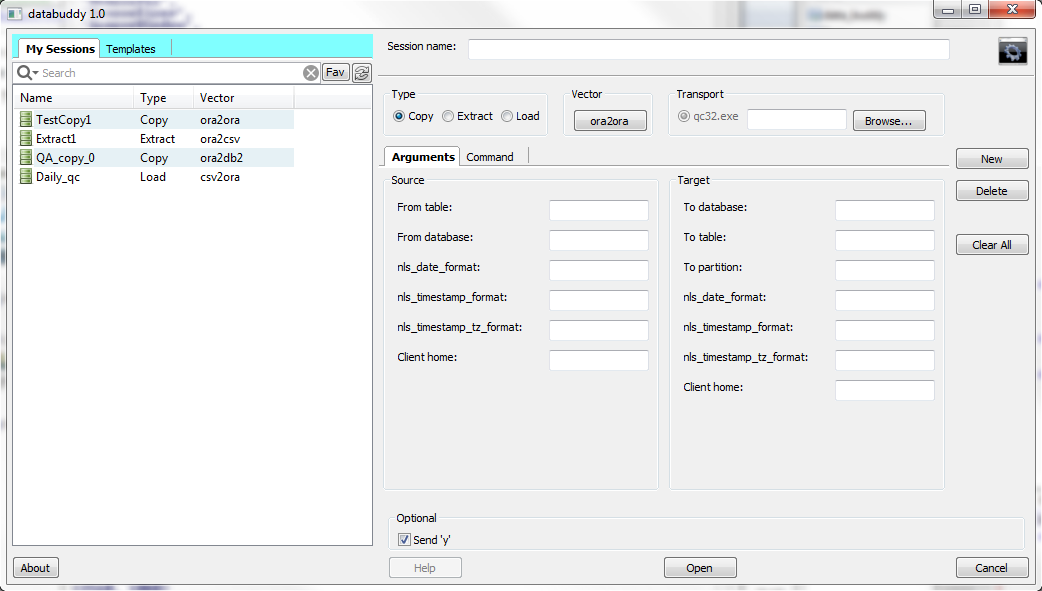 databuddy 1.0
My Sessions Templates
Search Fav
Name Type Vector
TestCopy1 Copy ora2ora
Extract1 Extract ora2csv
QA_copy_0 Copy ora2db2
Daily_qc Load csv2ora
About
Session name:
Type
Copy Extract Load
Vector
ora2ora
Transport
qc32.exe Browse...
Arguments Command
Source
From table:
From database:
nls_date_format:
nls_timestamp_format:
nls_timestamp_tz_format:
Client home:
Target
To database:
To table:
To partition:
nls_date_format:
nls_timestamp_format:
nls_timestamp_tz_format:
Client home:
New
Delete
Clear All
Optional
Send 'y'
Help Open Cancel